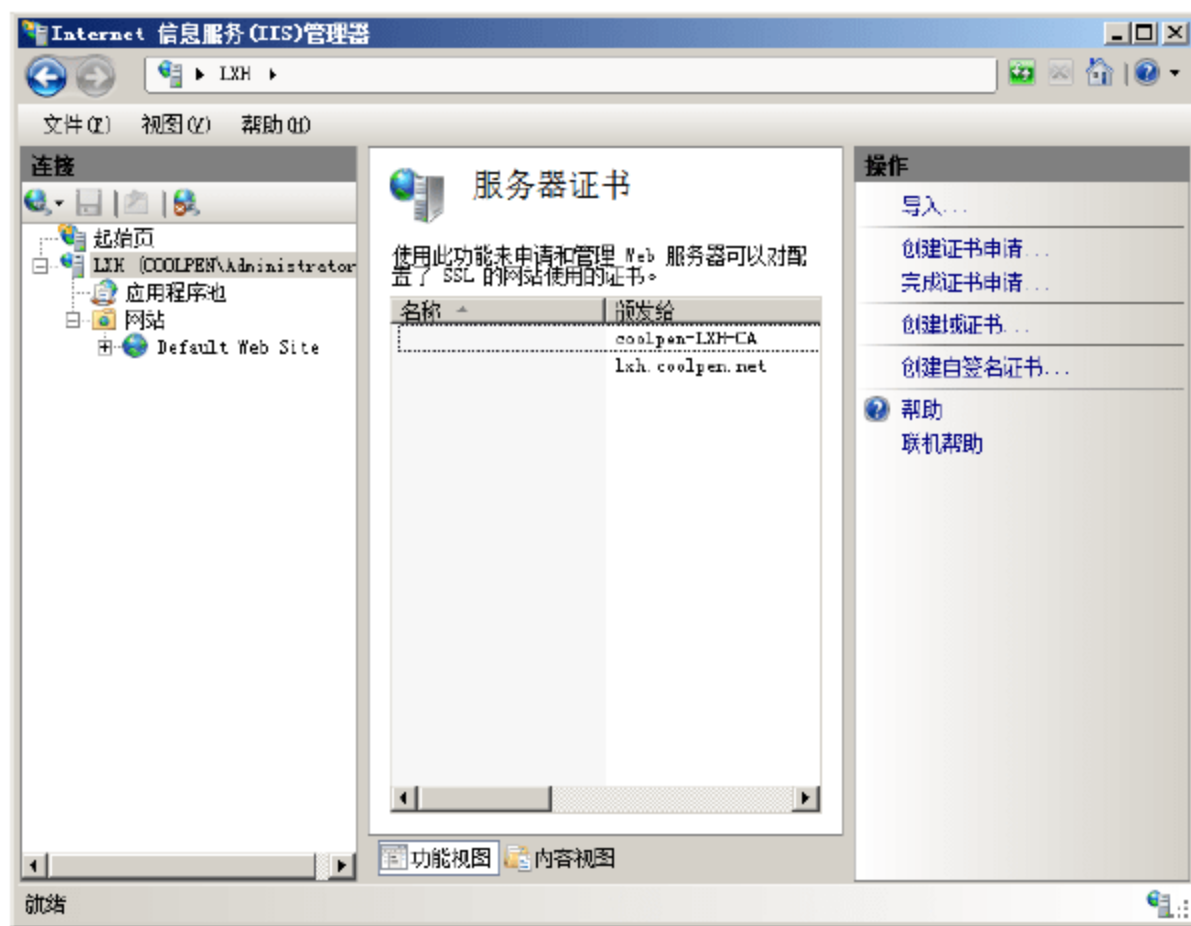 Internet 信息服务(IIS)管理器
LXH
文件(F) 视图(V) 帮助(H)
连接
起始页
LXH (COOLPEN\Administrator
应用程序池
网站
Default Web Site
服务器证书
使用此功能来申请和管理 Web 服务器可以对配
置了 SSL 的网站使用的证书。
名称 颁发给
coolpen-LXH-CA
lxh.coolpen.net
功能视图 内容视图
操作
导入...
创建证书申请...
完成证书申请...
创建域证书...
创建自签名证书...
帮助
联机帮助
就绪